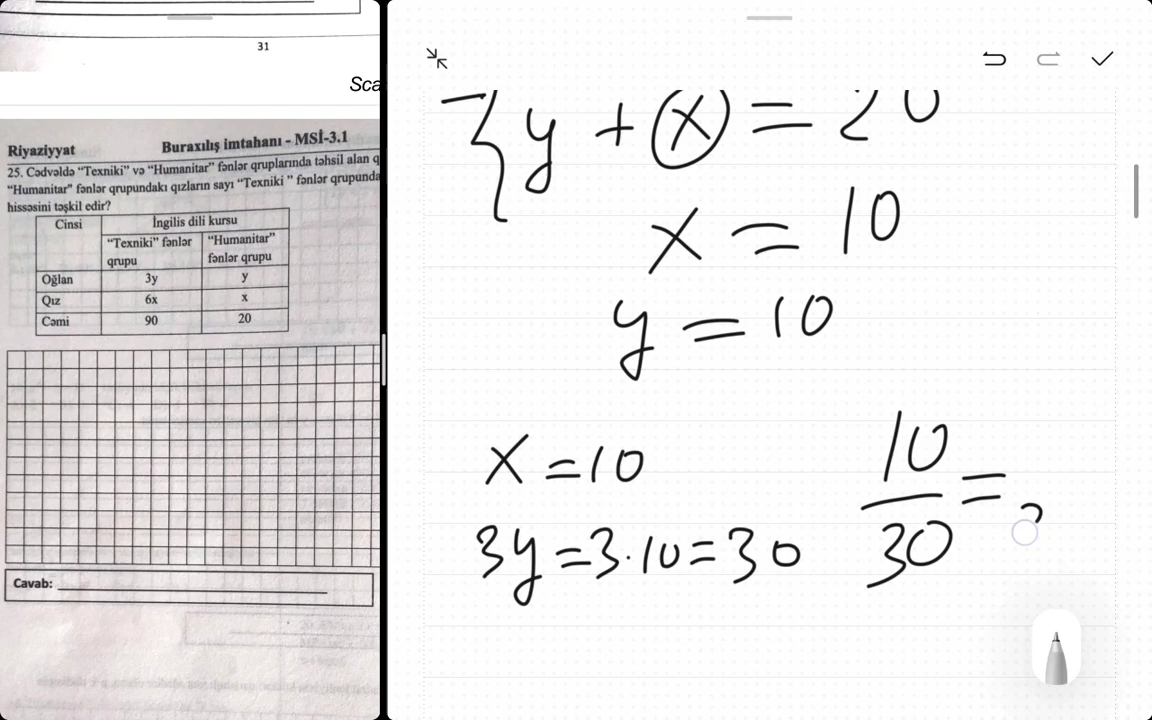 31
Sca
Riyaziyyat
Buraxılış imtahanı - MSİ-3.1
25. Cədvəldə “Texniki” və “Humanitar” fənlər qruplarında təhsil alan q
“Humanitar” fənlər qrupundakı qızların sayı “Texniki ” fənlər qrupunda
hissəsini təşkil edir?
Cinsi
İngilis dili kursu
“Texniki” fənlər qrupu
“Humanitar” fənlər qrupu
Oğlan 3y y
Qız 6x x
Cəmi 90 20
Cavab:
y + x = 20
x = 10
y = 10
x = 10
3y = 3·10 = 30
10/30 =